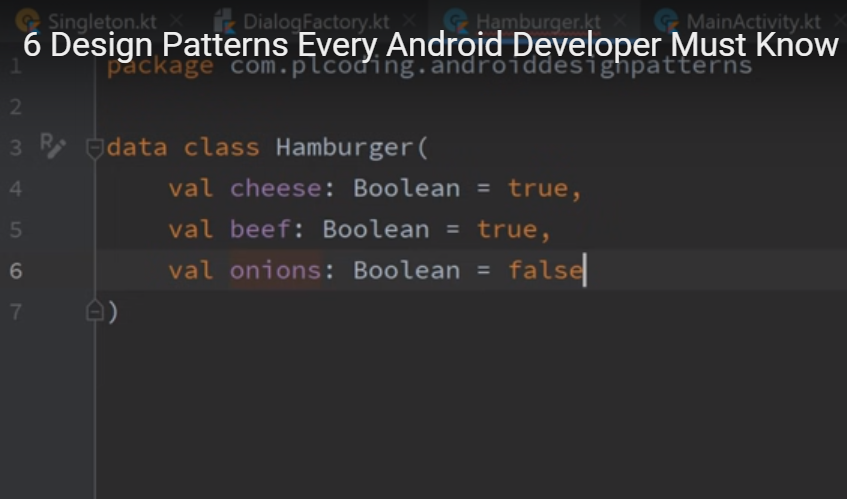 Singleton.kt DialogFactory.kt Hamburger.kt MainActivity.kt
6 Design Patterns Every Android Developer Must Know
1 package com.plcoding.androiddesignpatterns
2
3 data class Hamburger(
4 val cheese: Boolean = true,
5 val beef: Boolean = true,
6 val onions: Boolean = false
7 )